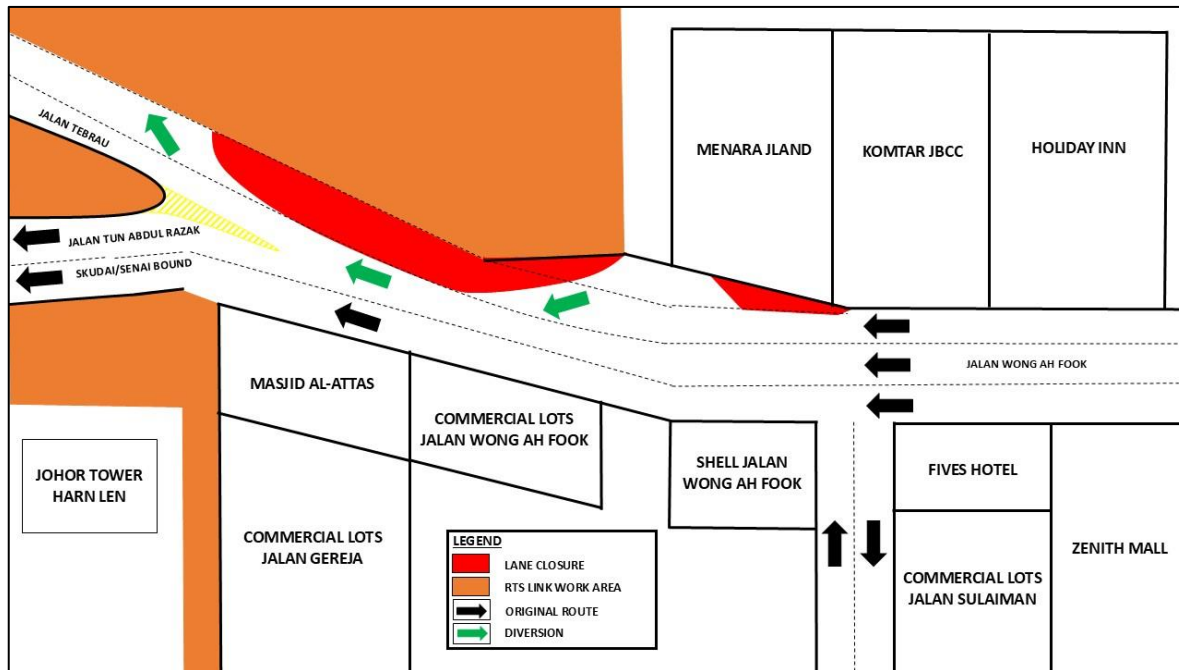 JALAN TEBRAU
JALAN TUN ABDUL RAZAK
SKUDAI/SENAI BOUND
MENARA JLAND
KOMTAR JBCC
HOLIDAY INN
JALAN WONG AH FOOK
MASJID AL-ATTAS
COMMERCIAL LOTS
JALAN WONG AH FOOK
SHELL JALAN
WONG AH FOOK
FIVES HOTEL
JOHOR TOWER
HARN LEN
COMMERCIAL LOTS
JALAN GEREJA
COMMERCIAL LOTS
JALAN SULAIMAN
ZENITH MALL
LEGEND
LANE CLOSURE
RTS LINK WORK AREA
ORIGINAL ROUTE
DIVERSION